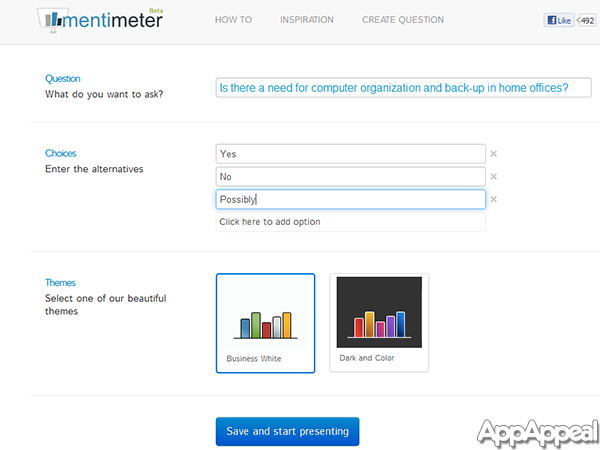 mentimeter Beta
HOW TO INSPIRATION CREATE QUESTION Like 492
Question
What do you want to ask?
Is there a need for computer organization and back-up in home offices?
Choices
Enter the alternatives
Yes
No
Possibly
Click here to add option
Themes
Select one of our beautiful
themes
Business White
Dark and Color
Save and start presenting
AppAppeal